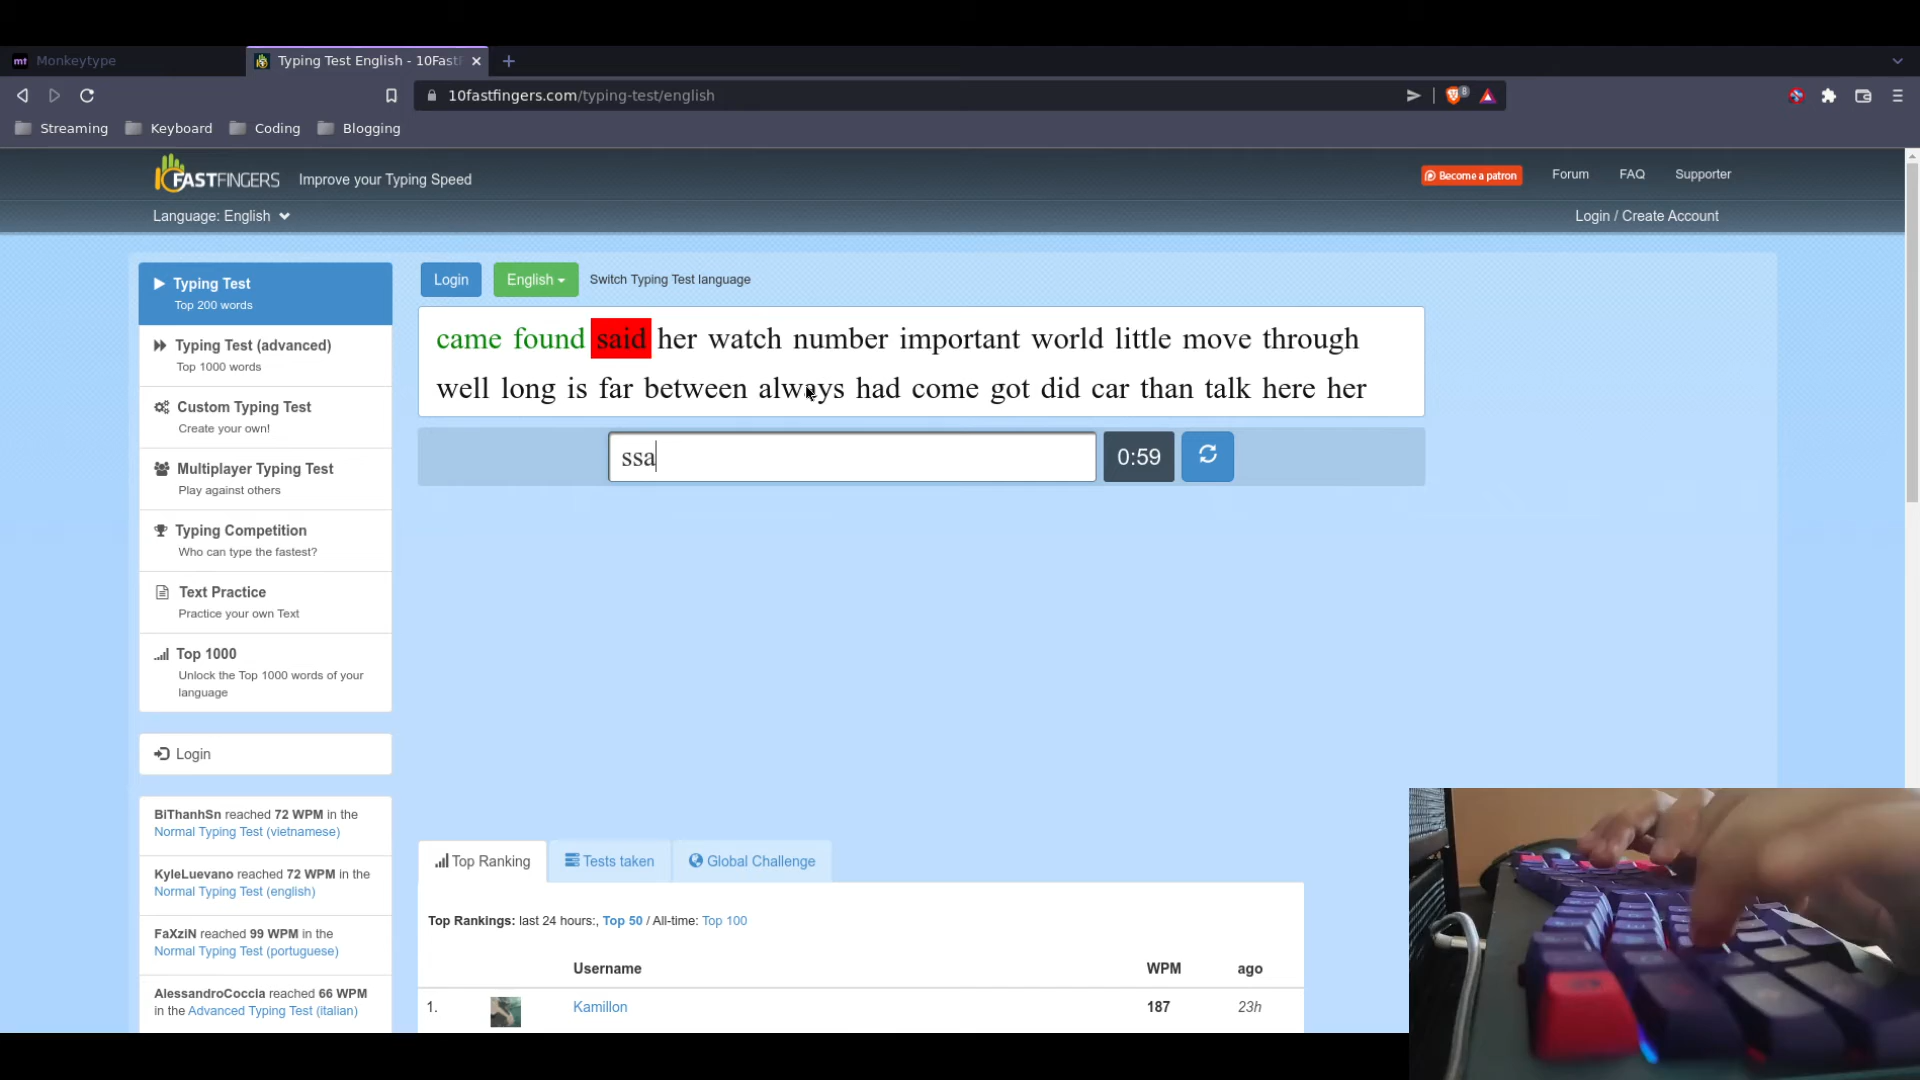 mt Monkeytype
Typing Test English - 10Fastf
10fastfingers.com/typing-test/english
8
Streaming Keyboard Coding Blogging
10FASTFINGERS Improve your Typing Speed
Become a patron Forum FAQ Supporter
Language: English
Login / Create Account
Typing Test
Top 200 words
Typing Test (advanced)
Top 1000 words
Custom Typing Test
Create your own!
Multiplayer Typing Test
Play against others
Typing Competition
Who can type the fastest?
Text Practice
Practice your own Text
Top 1000
Unlock the Top 1000 words of your
language
Login
BiThanhSn reached 72 WPM in the
Normal Typing Test (vietnamese)
KyleLuevano reached 72 WPM in the
Normal Typing Test (english)
FaXziN reached 99 WPM in the
Normal Typing Test (portuguese)
AlessandroCoccia reached 66 WPM
in the Advanced Typing Test (italian)
Login English Switch Typing Test language
came found said her watch number important world little move through
well long is far between always had come got did car than talk here her
ssa 0:59
Top Ranking Tests taken Global Challenge
Top Rankings: last 24 hours:, Top 50 / All-time: Top 100
Username WPM ago
1. Kamillon 187 23h